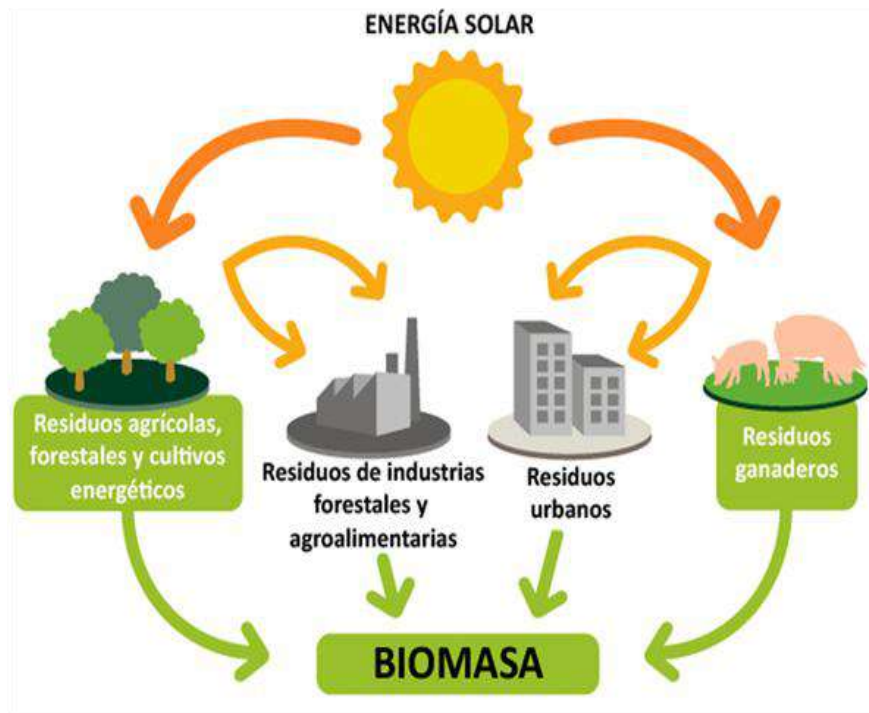 ENERGÍA SOLAR
Residuos agrícolas,
forestales y cultivos
energéticos
Residuos de industrias
forestales y
agroalimentarias
Residuos
urbanos
Residuos
ganaderos
BIOMASA